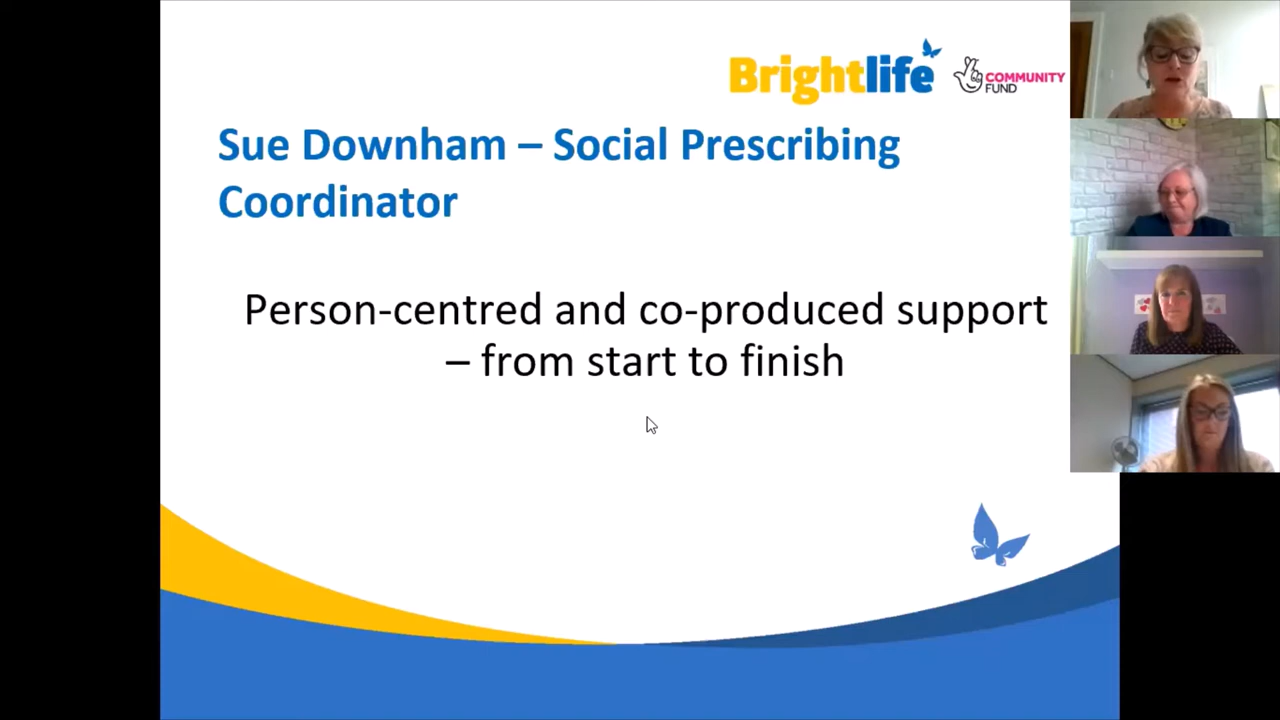 Brightlife
COMMUNITY
FUND
Sue Downham – Social Prescribing
Coordinator
Person-centred and co-produced support
– from start to finish